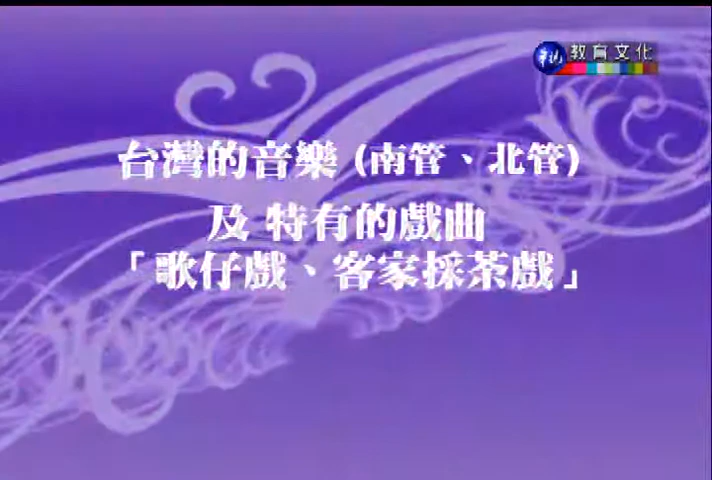 視 教育文化
台灣的音樂 (南管、北管)
及 特有的戲曲
「歌仔戲、客家採茶戲」